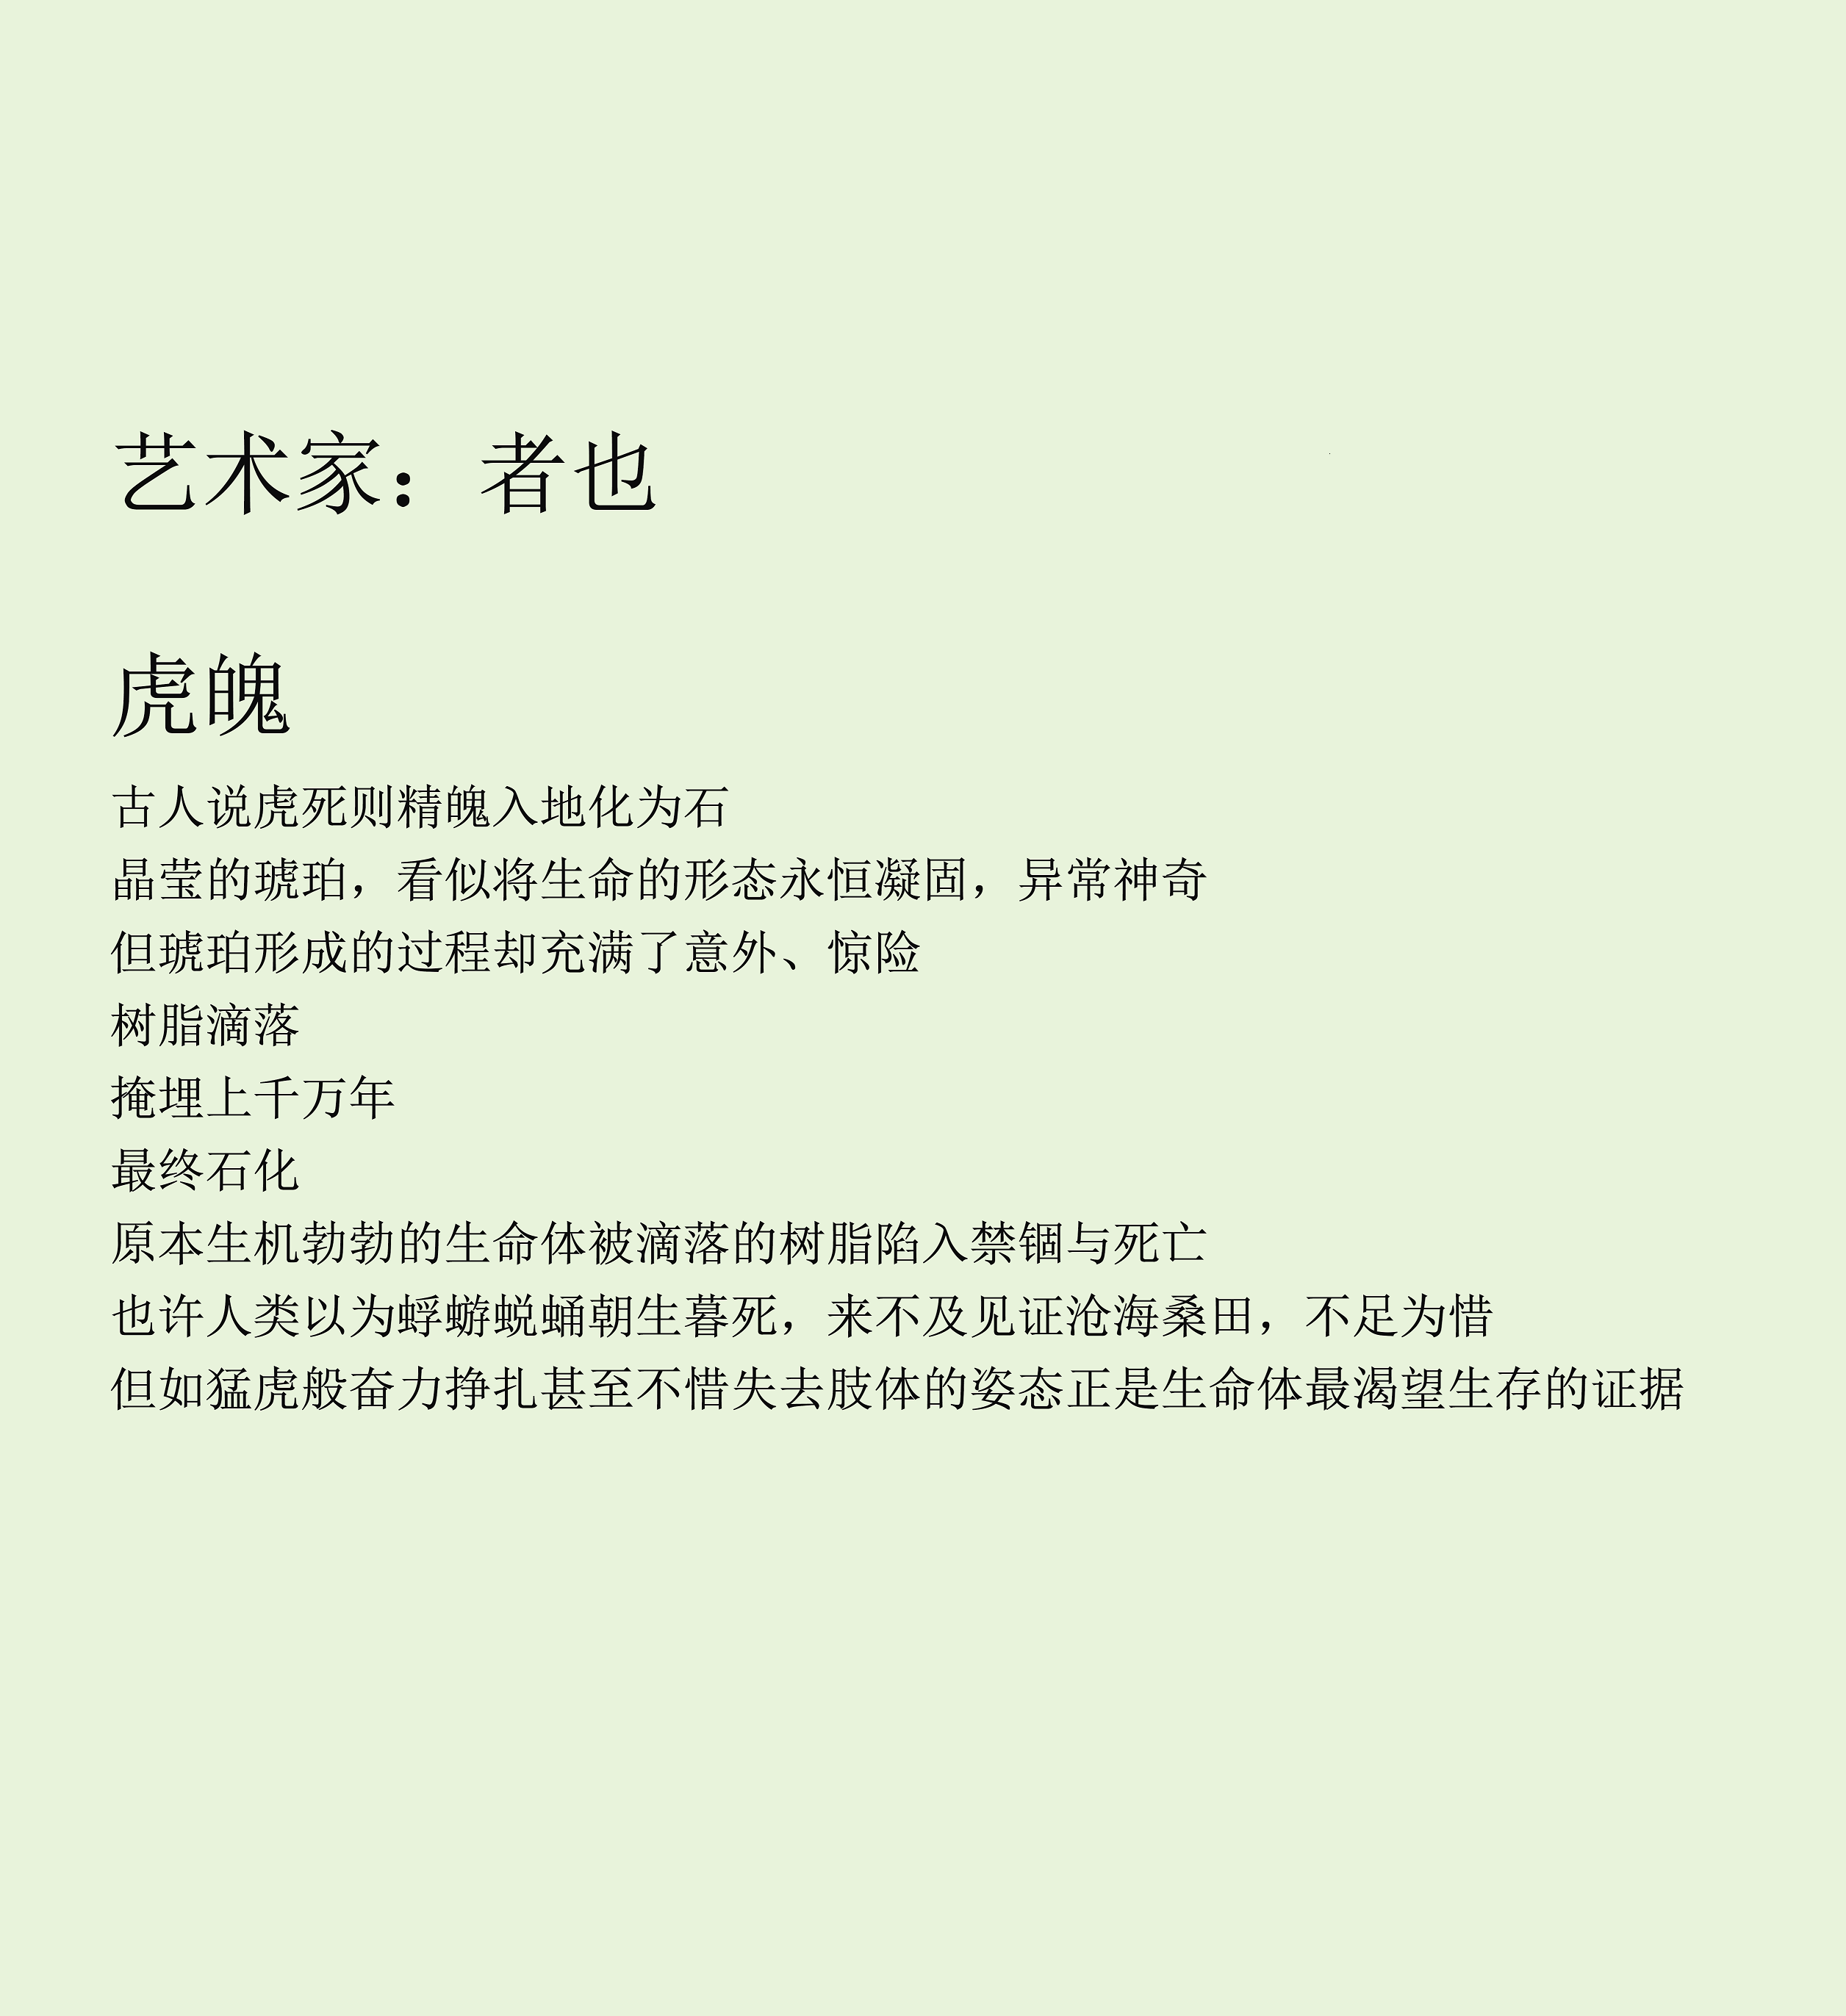 艺术家：者也
虎魄
古人说虎死则精魄入地化为石
晶莹的琥珀，看似将生命的形态永恒凝固，异常神奇
但琥珀形成的过程却充满了意外、惊险
树脂滴落
掩埋上千万年
最终石化
原本生机勃勃的生命体被滴落的树脂陷入禁锢与死亡
也许人类以为蜉蝣蜕蛹朝生暮死，来不及见证沧海桑田，不足为惜
但如猛虎般奋力挣扎甚至不惜失去肢体的姿态正是生命体最渴望生存的证据